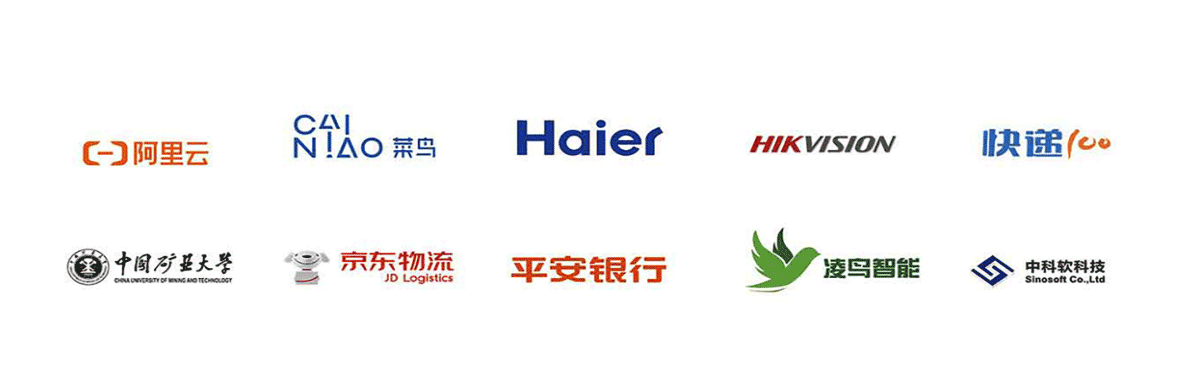 阿里云
CAI
NIAO 菜鸟
Haier
HIKVISION
快递100
中国矿业大学
CHINA UNIVERSITY OF MINING AND TECHNOLOGY
京东物流
JD Logistics
平安银行
凌鸟智能
中科软科技
Sinosoft Co.,Ltd